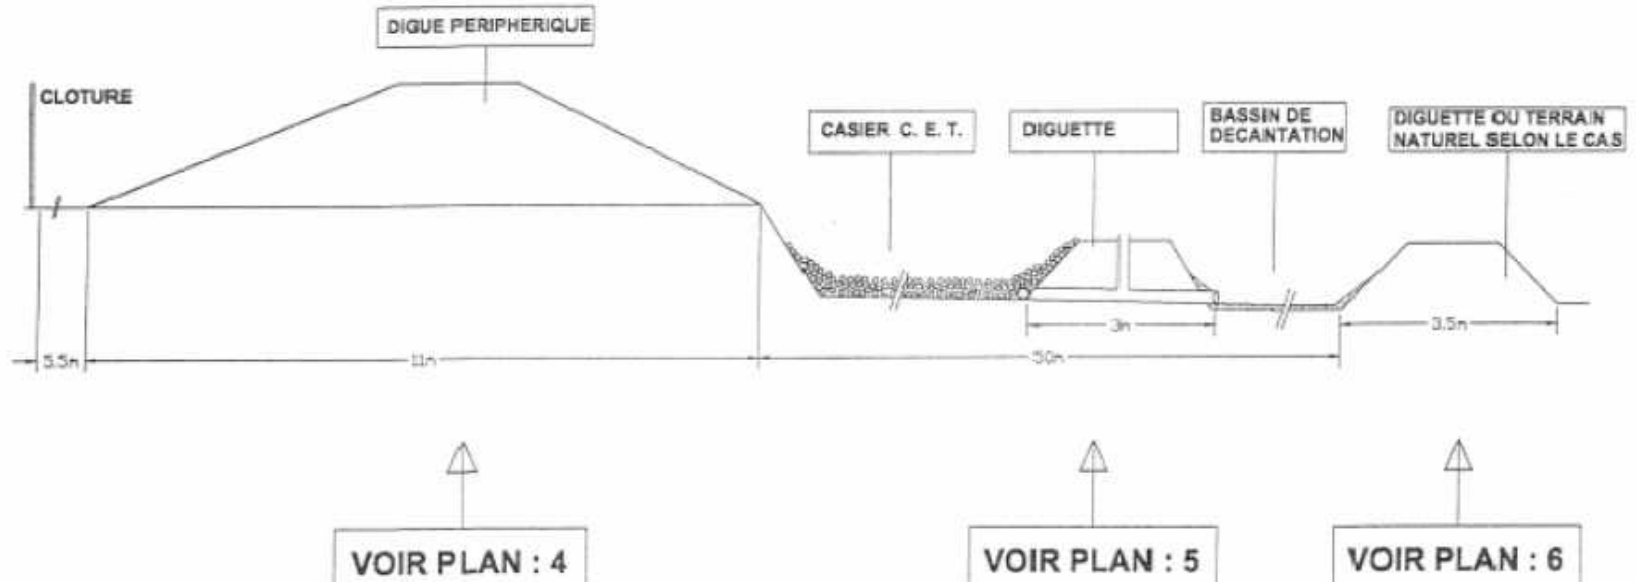 DIGUE PERIPHERIQUE
CLOTURE
CASIER C. E. T.
DIGUETTE
BASSIN DE
DECANTATION
DIGUETTE OU TERRAIN
NATUREL SELON LE CAS
3m
3.5m
5.5m
11m
50m
VOIR PLAN : 4
VOIR PLAN : 5
VOIR PLAN : 6